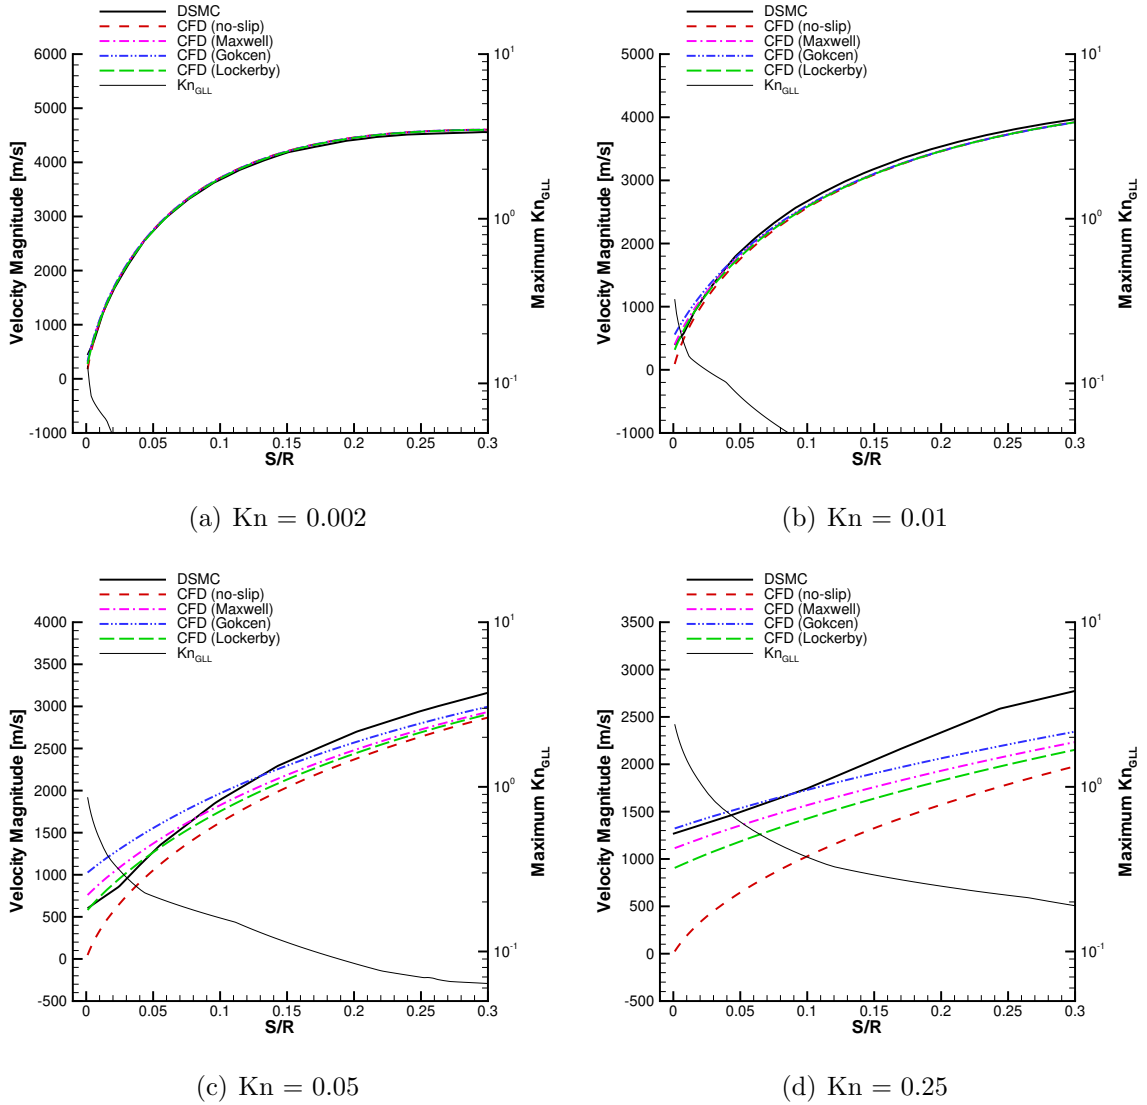 DSMC
CFD (no-slip)
CFD (Maxwell)
CFD (Gokcen)
CFD (Lockerby)
Kn_GLL
Velocity Magnitude [m/s]
6000
5000
4000
3000
2000
1000
0
-1000
Maximum Kn_GLL
10^1
10^0
10^-1
0 0.05 0.1 0.15 0.2 0.25 0.3
S/R
(a) Kn = 0.002
DSMC
CFD (no-slip)
CFD (Maxwell)
CFD (Gokcen)
CFD (Lockerby)
Kn_GLL
Velocity Magnitude [m/s]
5000
4000
3000
2000
1000
0
-1000
Maximum Kn_GLL
10^1
10^0
10^-1
0 0.05 0.1 0.15 0.2 0.25 0.3
S/R
(b) Kn = 0.01
DSMC
CFD (no-slip)
CFD (Maxwell)
CFD (Gokcen)
CFD (Lockerby)
Kn_GLL
Velocity Magnitude [m/s]
4000
3500
3000
2500
2000
1500
1000
500
0
-500
Maximum Kn_GLL
10^1
10^0
10^-1
0 0.05 0.1 0.15 0.2 0.25 0.3
S/R
(c) Kn = 0.05
DSMC
CFD (no-slip)
CFD (Maxwell)
CFD (Gokcen)
CFD (Lockerby)
Kn_GLL
Velocity Magnitude [m/s]
3500
3000
2500
2000
1500
1000
500
0
-500
Maximum Kn_GLL
10^1
10^0
10^-1
0 0.05 0.1 0.15 0.2 0.25 0.3
S/R
(d) Kn = 0.25